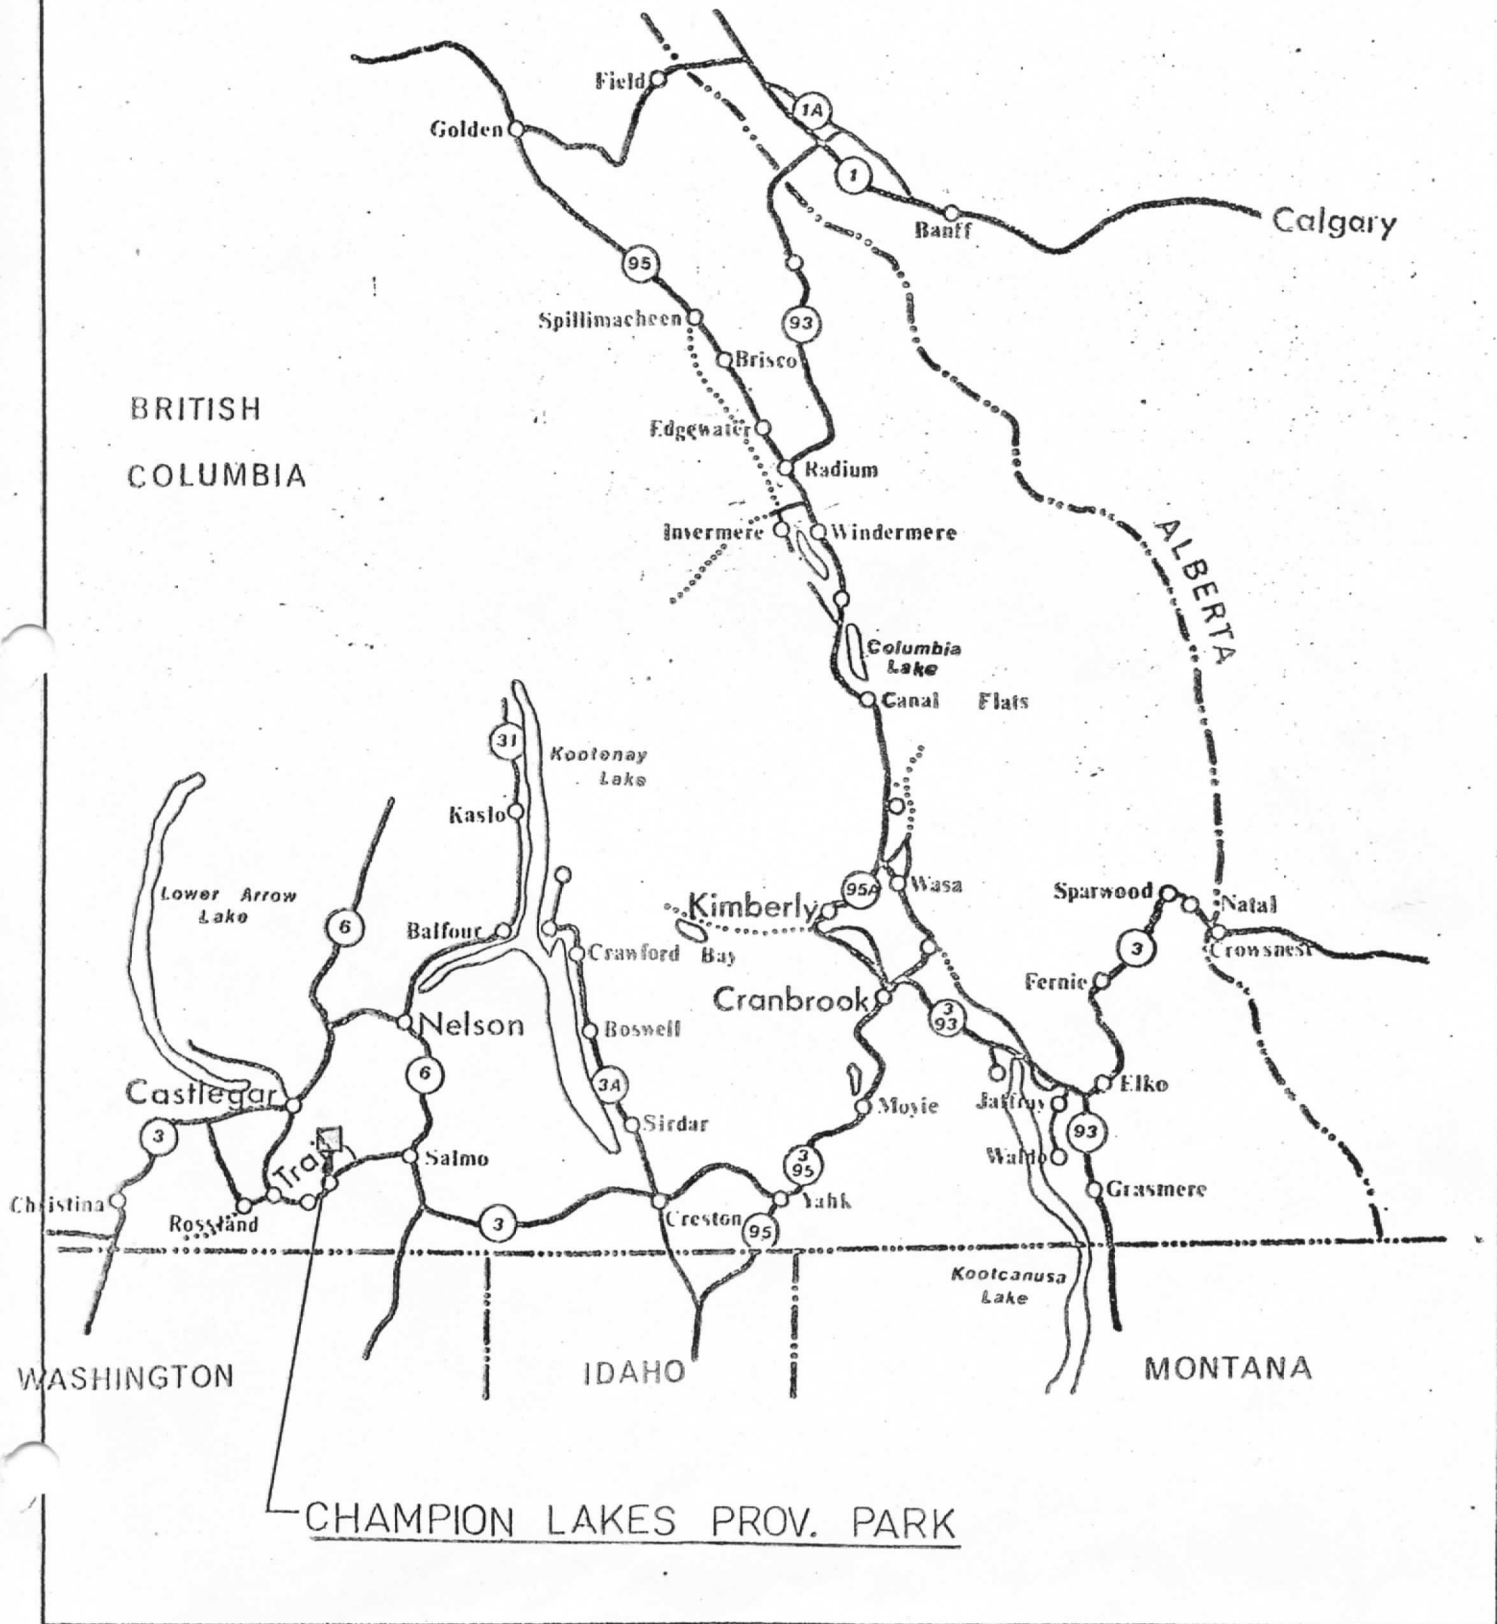 Field
1A
Golden
1
Banff
Calgary
95
Spillimacheen
93
Brisco
BRITISH
COLUMBIA
Edgewater
Radium
Invermere
Windermere
ALBERTA
Columbia
Lake
Canal Flats
31
Kootenay
Lake
Kaslo
Lower Arrow
Lake
6
Balfour
Crawford Bay
Kimberly
95A
Wasa
Sparwood
Natal
Crowsnest
3
Fernie
Nelson
Boswell
Cranbrook
3
93
6
3A
Castlegar
Elko
Jaffray
Moyie
Sirdar
3
Trail
Salmo
3
95
93
Waldo
Christina
Rossland
3
Creston
Yahk
95
Grasmere
Kootcanusa
Lake
WASHINGTON
IDAHO
MONTANA
CHAMPION LAKES PROV. PARK